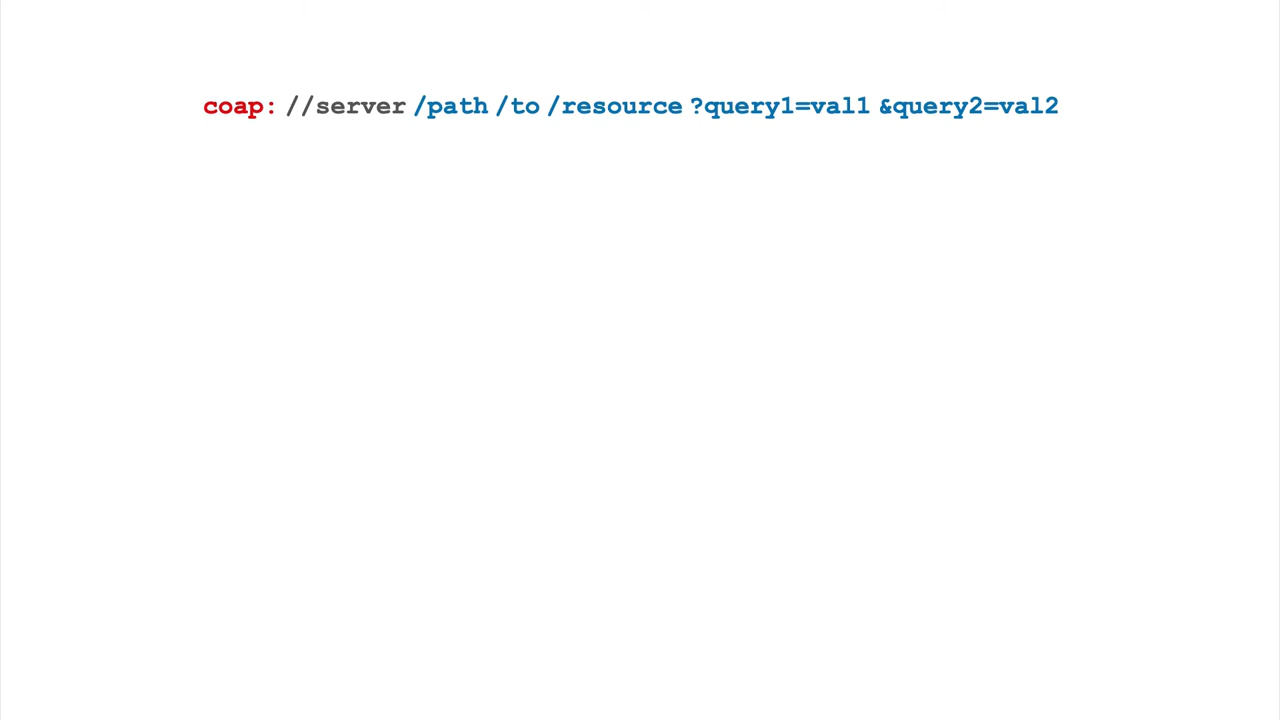 coap: //server /path /to /resource ?query1=val1 &query2=val2